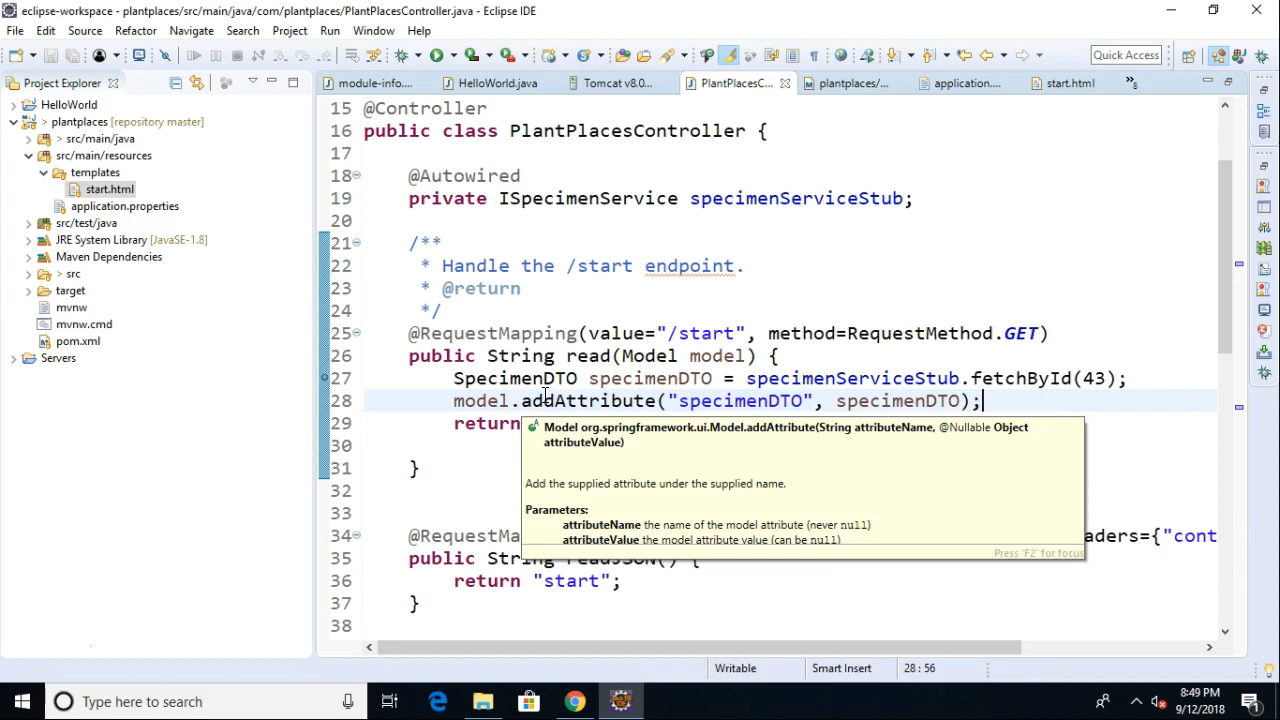 eclipse-workspace - plantplaces/src/main/java/com/plantplaces/PlantPlacesController.java - Eclipse IDE
File Edit Source Refactor Navigate Search Project Run Window Help
Quick Access
Project Explorer
module-info... HelloWorld.java Tomcat v8.0... PlantPlacesC... plantplaces/... application.... start.html »8
HelloWorld
> plantplaces [repository master]
> src/main/java
src/main/resources
templates
start.html
application.properties
src/test/java
JRE System Library [JavaSE-1.8]
Maven Dependencies
> src
target
mvnw
mvnw.cmd
pom.xml
Servers
15 @Controller
16 public class PlantPlacesController {
17
18 @Autowired
19 private ISpecimenService specimenServiceStub;
20
21 /**
22 * Handle the /start endpoint.
23 * @return
24 */
25 @RequestMapping(value="/start", method=RequestMethod.GET)
26 public String read(Model model) {
27 SpecimenDTO specimenDTO = specimenServiceStub.fetchById(43);
28 model.addAttribute("specimenDTO", specimenDTO);
29 return
30
31 }
32
33
34 @RequestMa eaders={"cont
35 public String readJSON() {
36 return "start";
37 }
38
Model org.springframework.ui.Model.addAttribute(String attributeName, @Nullable Object
attributeValue)
Add the supplied attribute under the supplied name.
Parameters:
attributeName the name of the model attribute (never null)
attributeValue the model attribute value (can be null)
Press 'F2' for focus
Writable Smart Insert 28 : 56
Type here to search
8:49 PM
9/12/2018
1